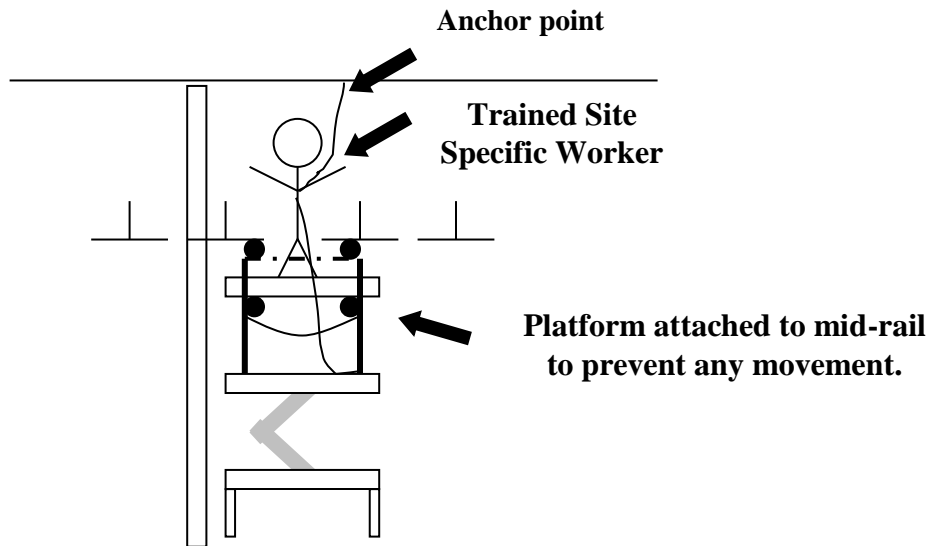 Anchor point
Trained Site
Specific Worker
Platform attached to mid-rail
to prevent any movement.